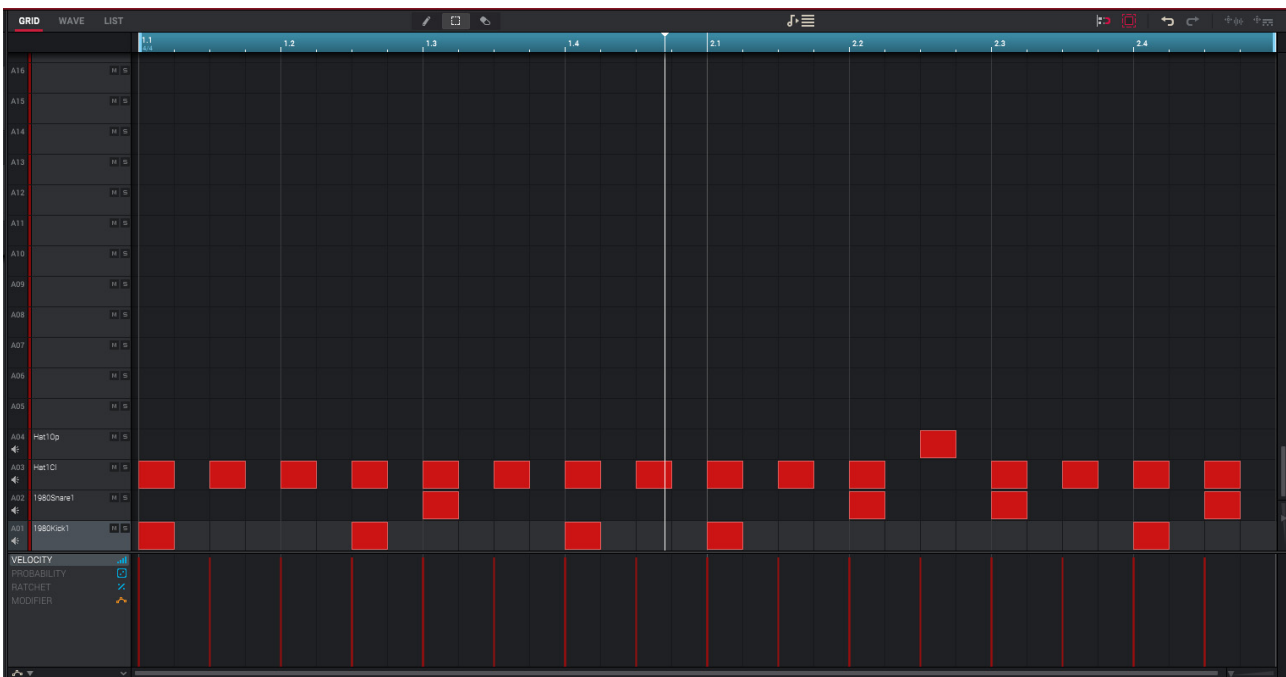 GRID WAVE LIST
1.1 1.2 1.3 1.4 2.1 2.2 2.3 2.4
4/4
A16 M S
A15 M S
A14 M S
A13 M S
A12 M S
A11 M S
A10 M S
A09 M S
A08 M S
A07 M S
A06 M S
A05 M S
A04 Hat1Op M S
A03 Hat1Cl M S
A02 1980Snare1 M S
A01 1980Kick1 M S
VELOCITY
PROBABILITY
RATCHET
MODIFIER